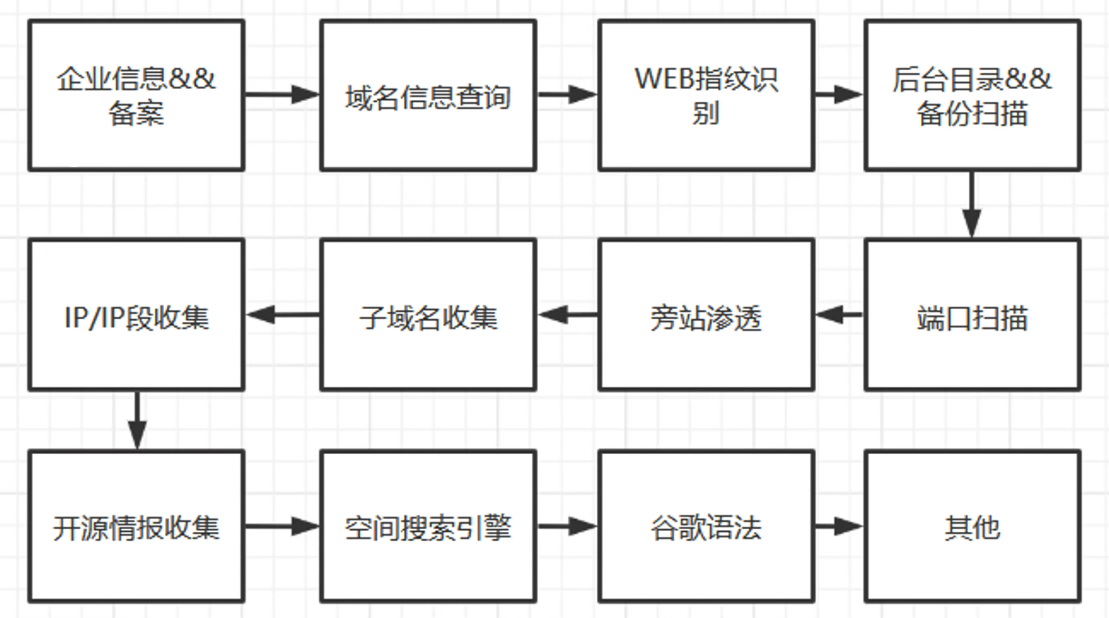 企业信息&&
备案
域名信息查询
WEB指纹识
别
后台目录&&
备份扫描
端口扫描
旁站渗透
子域名收集
IP/IP段收集
开源情报收集
空间搜索引擎
谷歌语法
其他